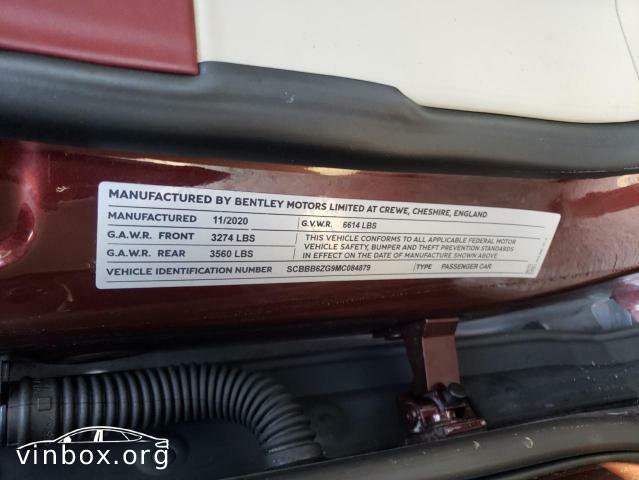 MANUFACTURED BY BENTLEY MOTORS LIMITED AT CREWE, CHESHIRE, ENGLAND
MANUFACTURED 11/2020 G.V.W.R. 6614 LBS
G.A.W.R. FRONT 3274 LBS
G.A.W.R. REAR 3560 LBS
THIS VEHICLE CONFORMS TO ALL APPLICABLE FEDERAL MOTOR
VEHICLE SAFETY, BUMPER AND THEFT PREVENTION STANDARDS
IN EFFECT ON THE DATE OF MANUFACTURE SHOWN ABOVE
VEHICLE IDENTIFICATION NUMBER SCBBB6ZG9MC084879 TYPE PASSENGER CAR
vinbox.org